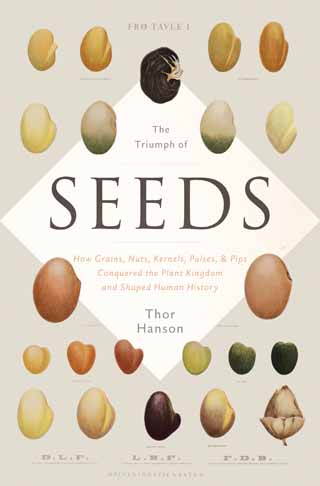 FRØ TAVLE I
The
Triumph of
SEEDS
How Grains, Nuts, Kernels, Pulses, & Pips
Conquered the Plant Kingdom
and Shaped Human History
Thor
Hanson
D.L.F. L.B.F. F.D.B.